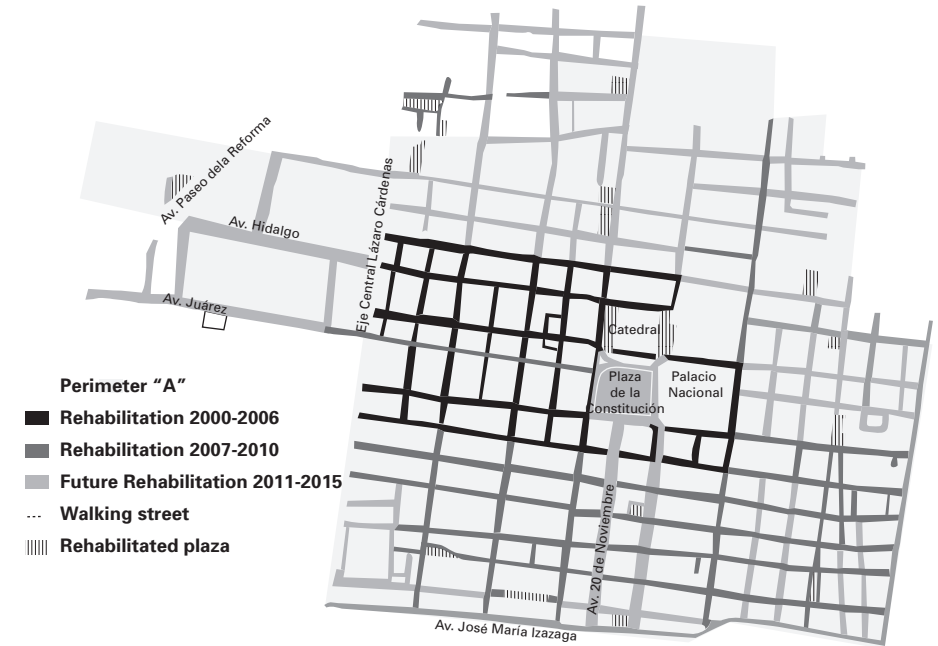 Av. Paseo dela Reforma
Av. Hidalgo
Eje Central Lázaro Cárdenas
Av. Juárez
Catedral
Plaza
de la
Constitución
Palacio
Nacional
Perimeter “A”
Rehabilitation 2000-2006
Rehabilitation 2007-2010
Future Rehabilitation 2011-2015
Walking street
Rehabilitated plaza
Av. 20 de Noviembre
Av. José María Izazaga